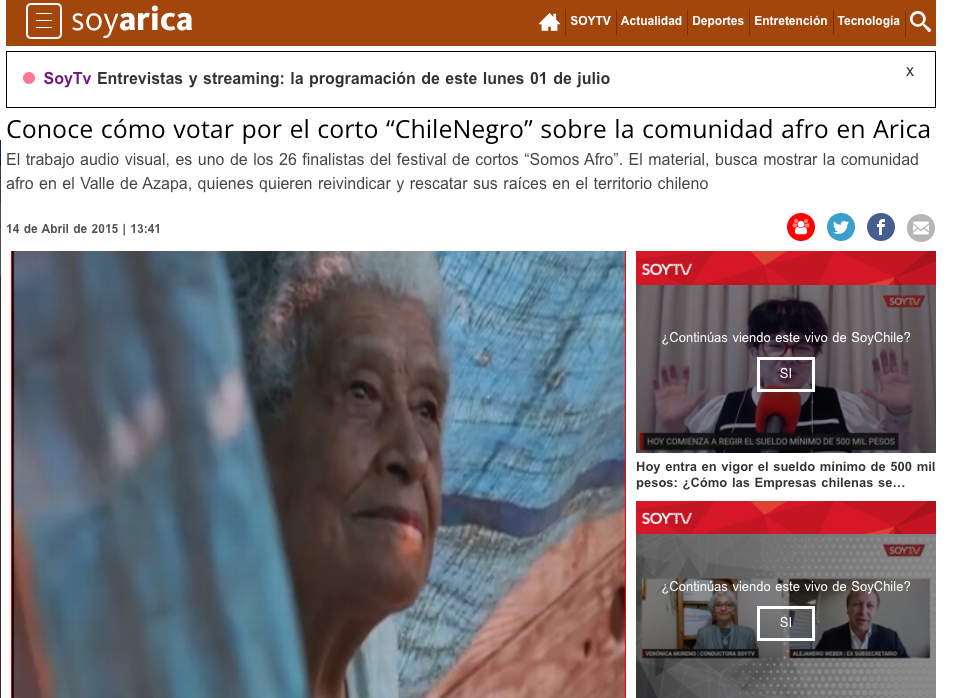 soyarica
SOYTV Actualidad Deportes Entretención Tecnología
SoyTv Entrevistas y streaming: la programación de este lunes 01 de julio
x
Conoce cómo votar por el corto “ChileNegro” sobre la comunidad afro en Arica
El trabajo audio visual, es uno de los 26 finalistas del festival de cortos “Somos Afro”. El material, busca mostrar la comunidad
afro en el Valle de Azapa, quienes quieren reivindicar y rescatar sus raíces en el territorio chileno
14 de Abril de 2015 | 13:41
SOYTV
SOYTV
¿Continúas viendo este vivo de SoyChile?
SI
HOY COMIENZA A REGIR EL SUELDO MÍNIMO DE 500 MIL PESOS
Hoy entra en vigor el sueldo mínimo de 500 mil
pesos: ¿Cómo las Empresas chilenas se…
SOYTV
SOYTV
¿Continúas viendo este vivo de SoyChile?
SI
VERÓNICA MORENO | CONDUCTORA SOYTV
ALEJANDRO WEBER | EX SUBSECRETARIO